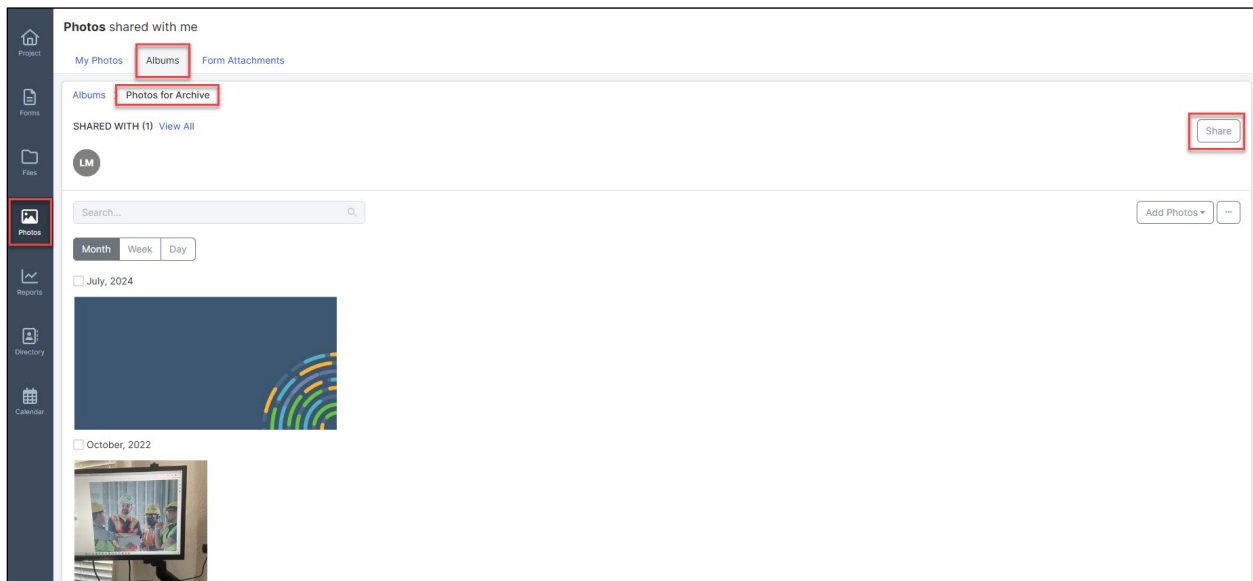 Photos shared with me
Project
My Photos Albums Form Attachments
Forms
Albums Photos for Archive
SHARED WITH (1) View All
Share
LM
Files
Search...
Add Photos ...
Photos
Month Week Day
Reports
July, 2024
Directory
Calendar
October, 2022